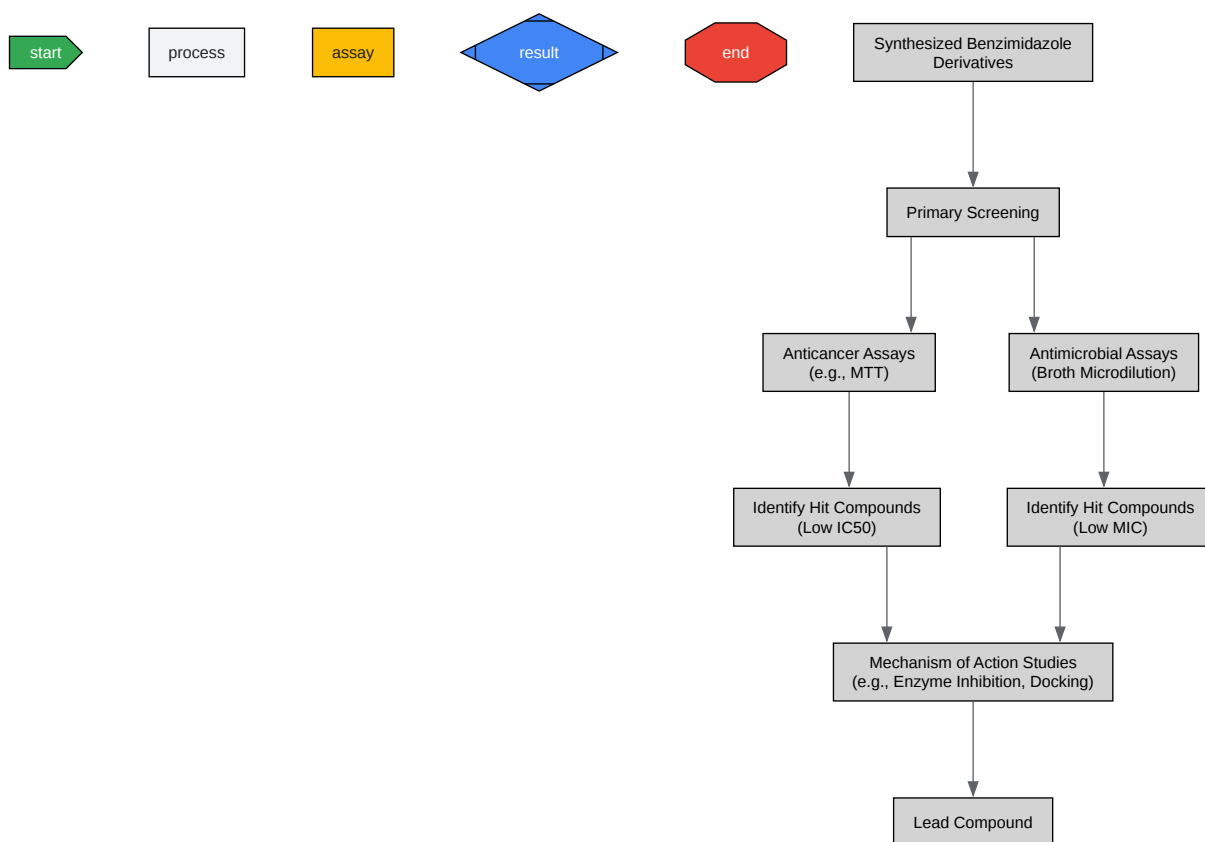 start
process
assay
result
end
Synthesized Benzimidazole
Derivatives
Primary Screening
Anticancer Assays
(e.g., MTT)
Antimicrobial Assays
(Broth Microdilution)
Identify Hit Compounds
(Low IC50)
Identify Hit Compounds
(Low MIC)
Mechanism of Action Studies
(e.g., Enzyme Inhibition, Docking)
Lead Compound